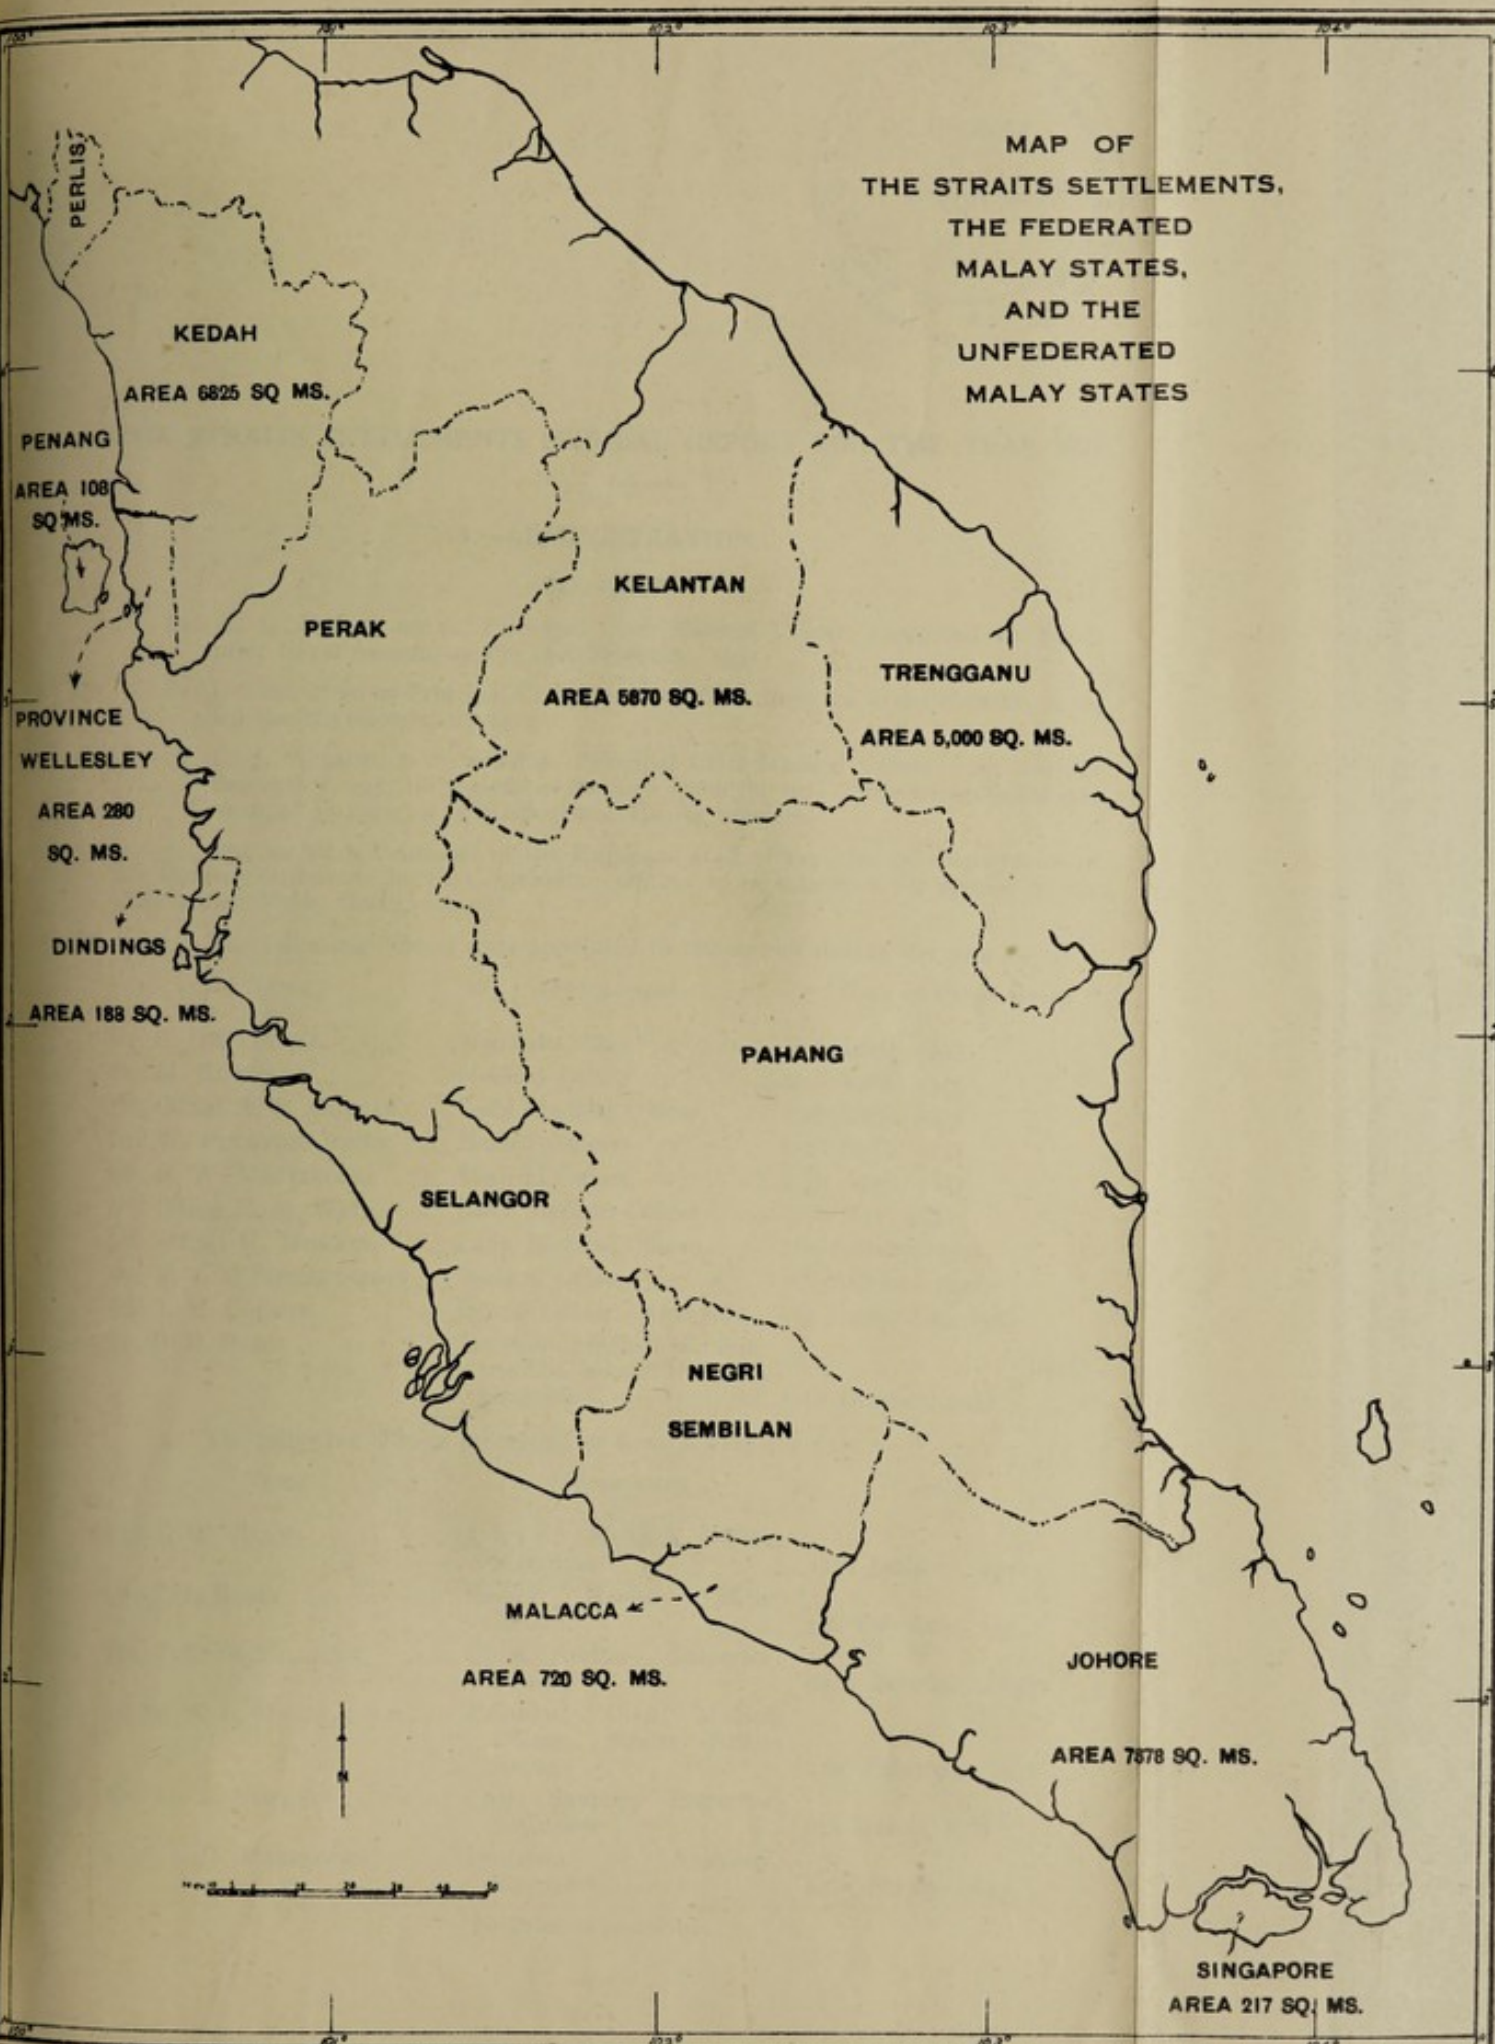 MAP OF
THE STRAITS SETTLEMENTS,
THE FEDERATED
MALAY STATES,
AND THE
UNFEDERATED
MALAY STATES
PERLIS
KEDAH
AREA 6825 SQ MS.
PENANG
AREA 108
SQ MS.
KELANTAN
AREA 5870 SQ. MS.
PERAK
TRENGGANU
AREA 5,000 SQ. MS.
PROVINCE
WELLESLEY
AREA 280
SQ. MS.
DINDINGS
AREA 188 SQ. MS.
PAHANG
SELANGOR
NEGRI
SEMBILAN
MALACCA
AREA 720 SQ. MS.
JOHORE
AREA 7878 SQ. MS.
N
SINGAPORE
AREA 217 SQ. MS.